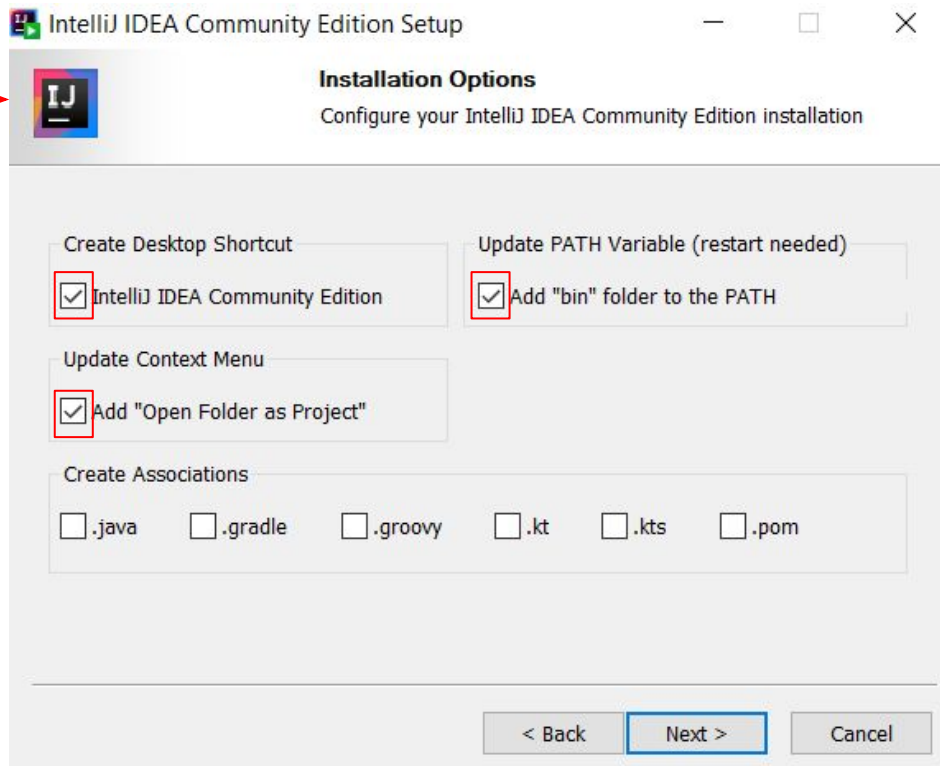 IntelliJ IDEA Community Edition Setup
IJ
Installation Options
Configure your IntelliJ IDEA Community Edition installation
Create Desktop Shortcut
IntelliJ IDEA Community Edition
Update PATH Variable (restart needed)
Add "bin" folder to the PATH
Update Context Menu
Add "Open Folder as Project"
Create Associations
.java .gradle .groovy .kt .kts .pom
< Back Next > Cancel